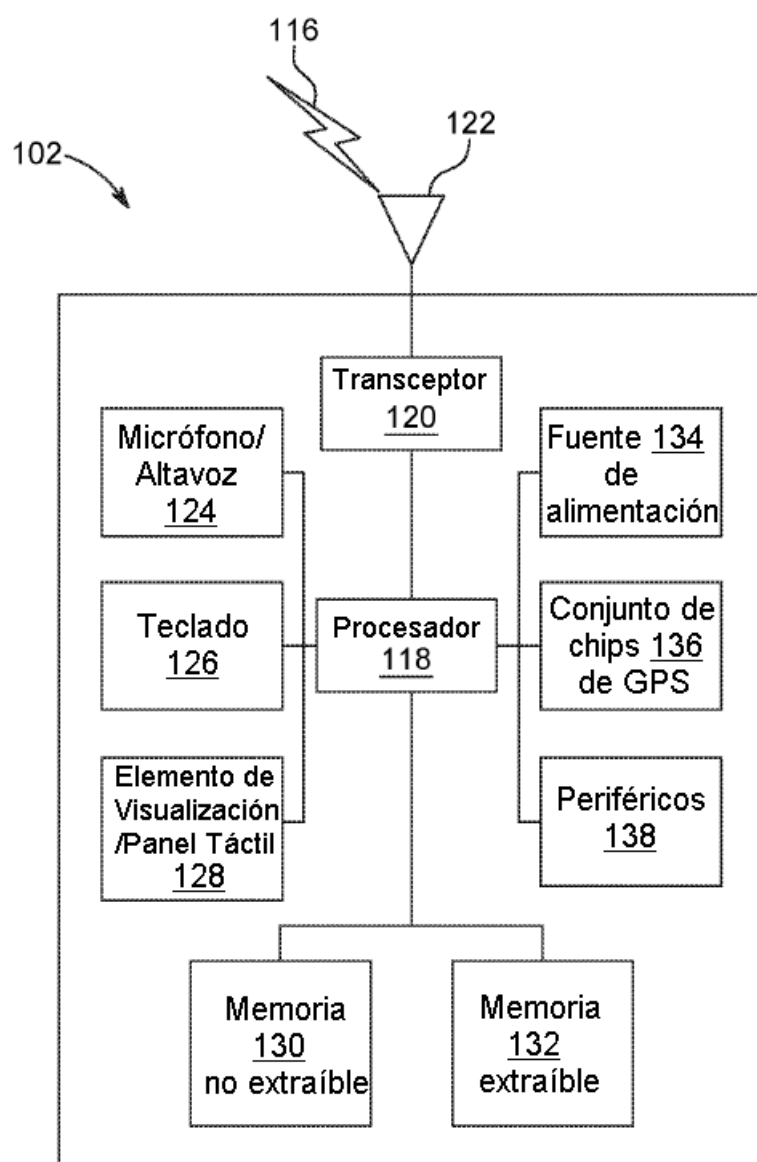 116
122
102
Transceptor
120
Micrófono/
Altavoz
124
Fuente 134
de
alimentación
Teclado
126
Procesador
118
Conjunto de
chips 136
de GPS
Elemento de
Visualización
/Panel Táctil
128
Periféricos
138
Memoria
130
no extraíble
Memoria
132
extraíble